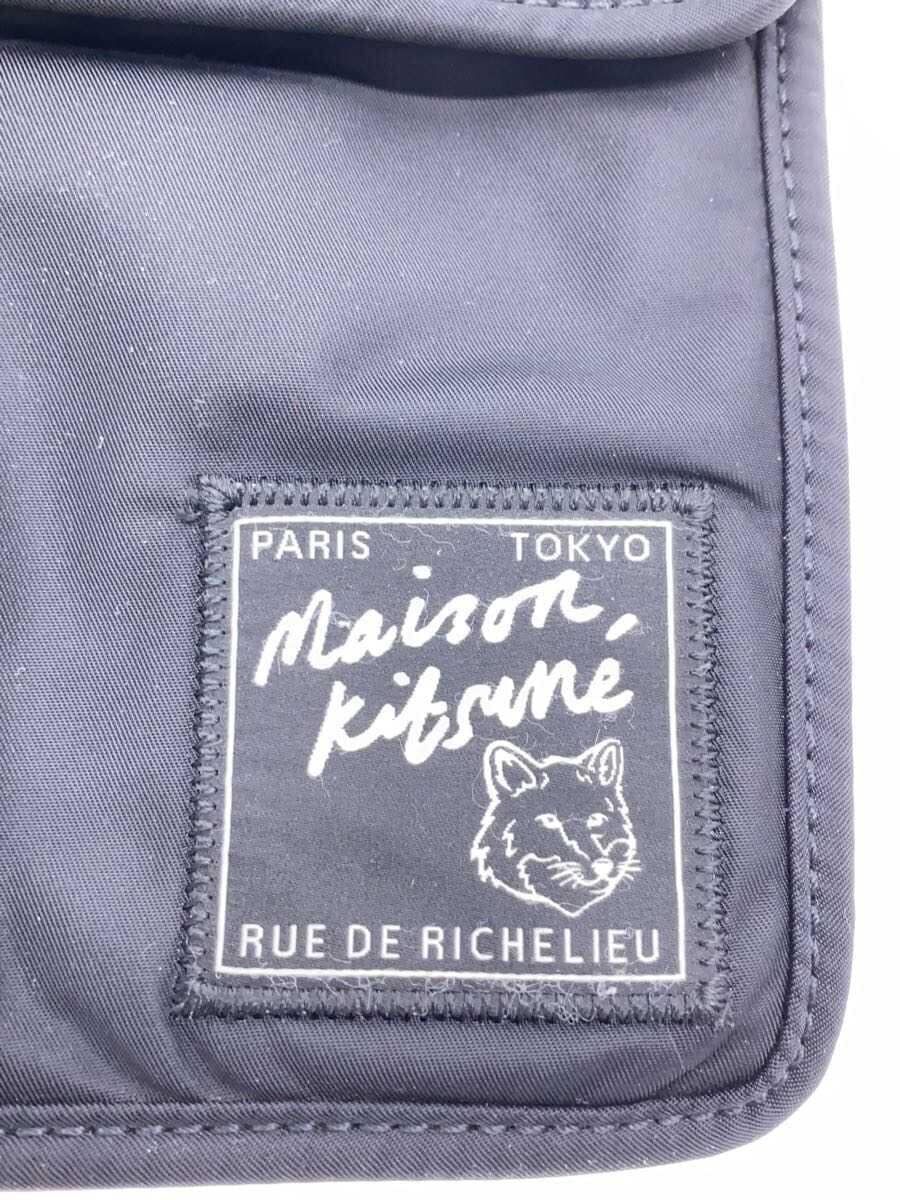 PARIS TOKYO
Maison
Kitsuné
RUE DE RICHELIEU